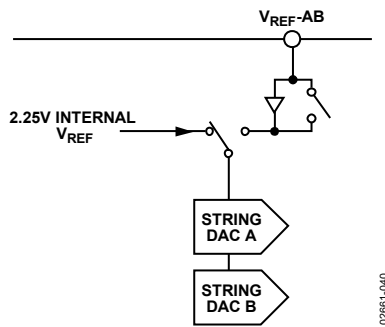 VREF-AB
2.25V INTERNAL
VREF
STRING
DAC A
STRING
DAC B
02661-040